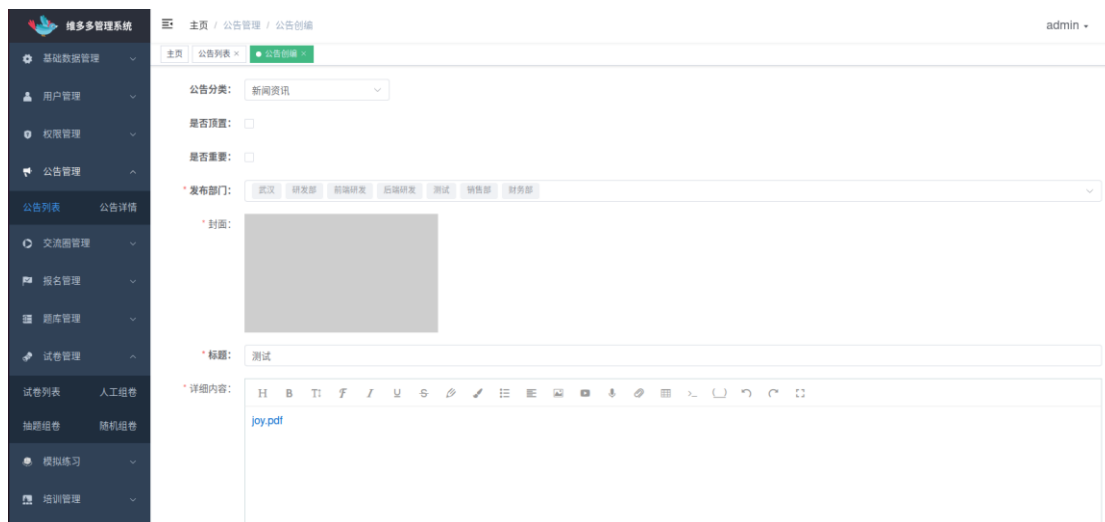 维多多管理系统
主页 / 公告管理 / 公告创编
admin
主页 公告列表 × 公告创编 ×
基础数据管理
用户管理
权限管理
公告管理
公告列表 公告详情
交流圈管理
报名管理
题库管理
试卷管理
试卷列表 人工组卷
抽题组卷 随机组卷
模拟练习
培训管理
公告分类: 新闻资讯
是否顶置:
是否重要:
* 发布部门: 武汉 研发部 前端研发 后端研发 测试 销售部 财务部
* 封面:
* 标题: 测试
* 详细内容:
joy.pdf